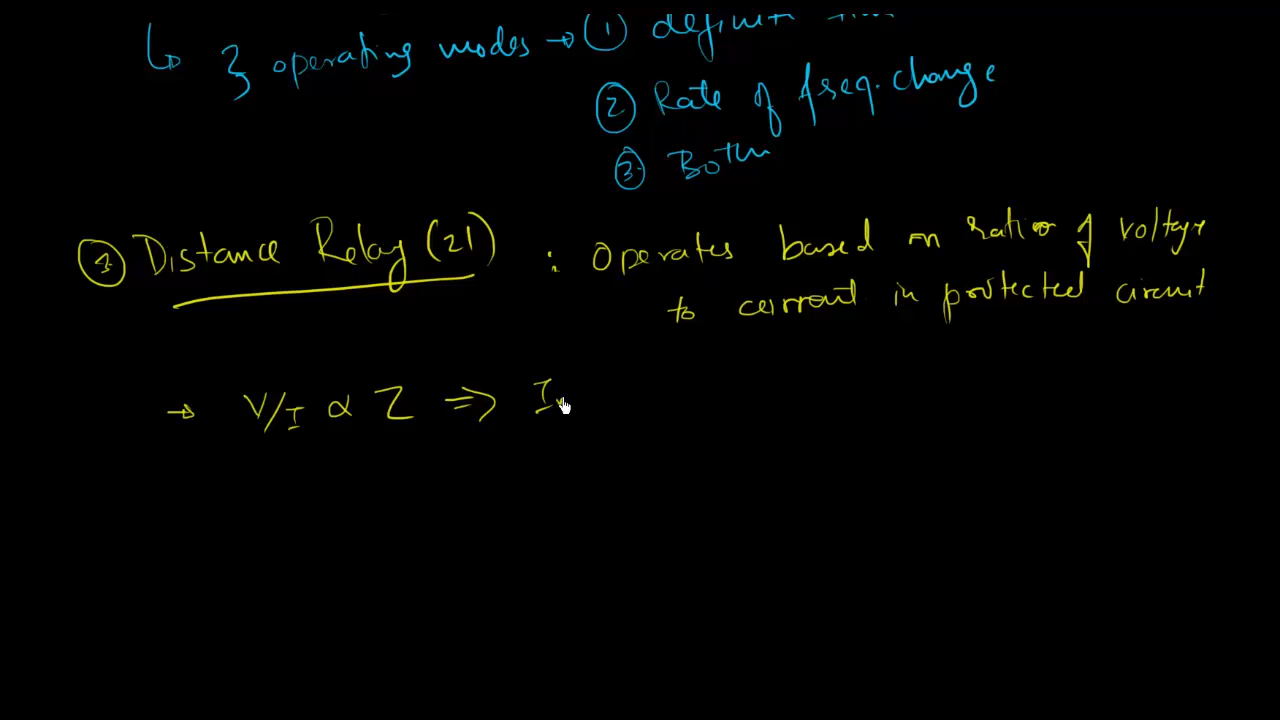 3 operating modes → ① definite
② Rate of freq. change
③ Both
③ Distance Relay (21) : Operates based on ratio of voltage
to current in protected circuit
→ V/I ∝ Z ⇒